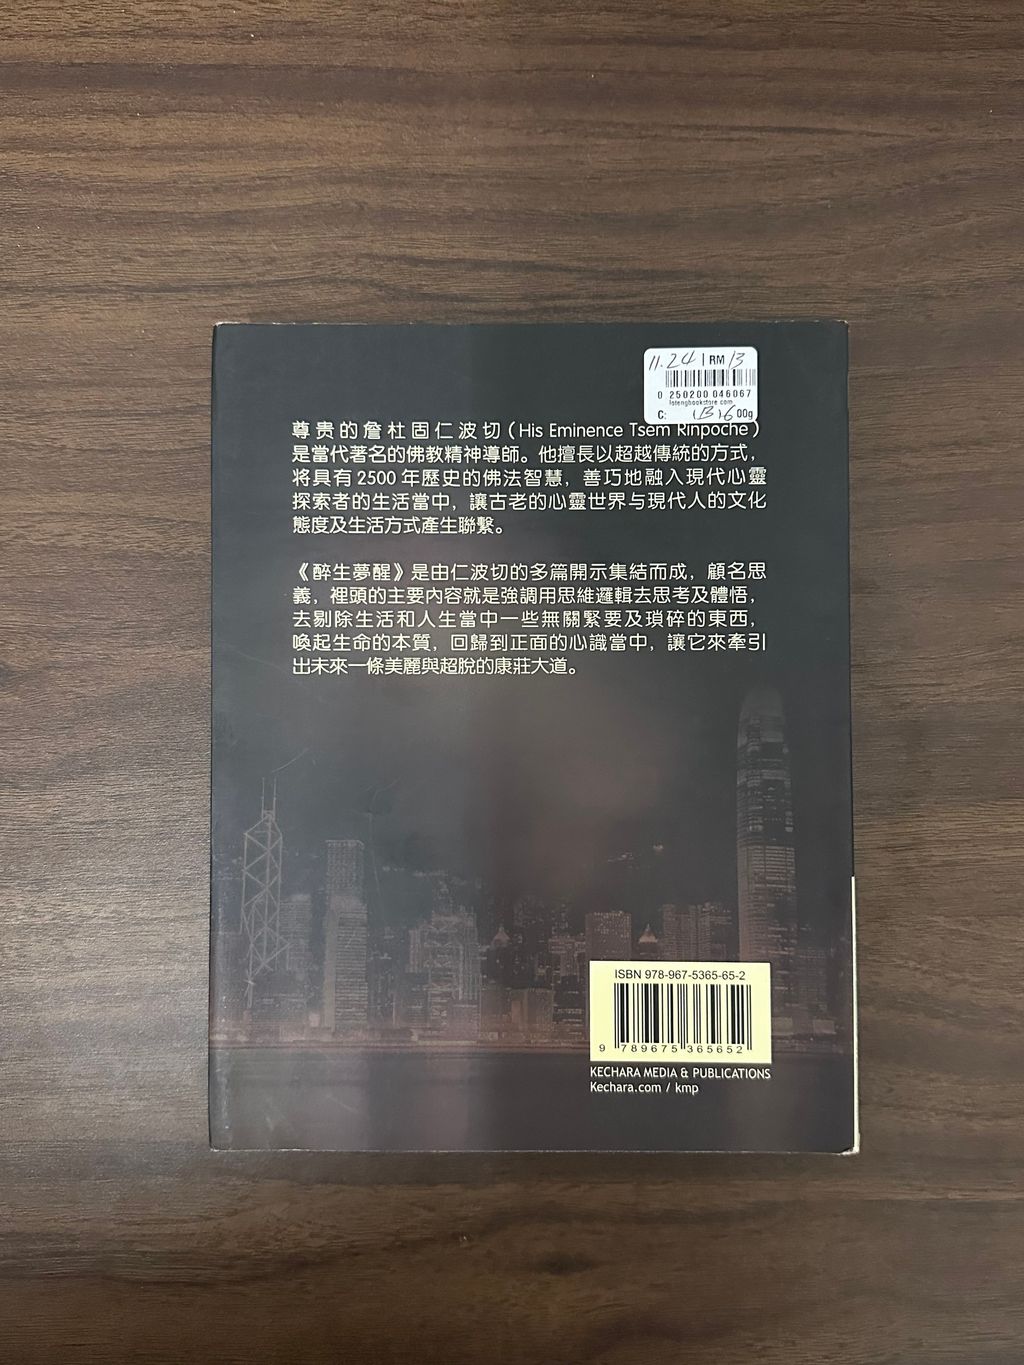 11.24 | RM 13
0 250200 046067
C: 00g
尊贵的詹杜固仁波切（His Eminence Tsem Rinpoche）
是當代著名的佛教精神導師。他擅長以超越傳統的方式，
将具有 2500 年歷史的佛法智慧，善巧地融入現代心靈
探索者的生活當中，讓古老的心靈世界与現代人的文化
態度及生活方式產生聯繫。
《醉生夢醒》是由仁波切的多篇開示集結而成，顧名思
義，裡頭的主要內容就是強調用思維邏輯去思考及體悟，
去剔除生活和人生當中一些無關緊要及瑣碎的東西，
喚起生命的本質，回歸到正面的心識當中，讓它來牽引
出未來一條美麗與超脫的康莊大道。
ISBN 978-967-5365-65-2
9 789675 365652
KECHARA MEDIA & PUBLICATIONS
Kechara.com / kmp